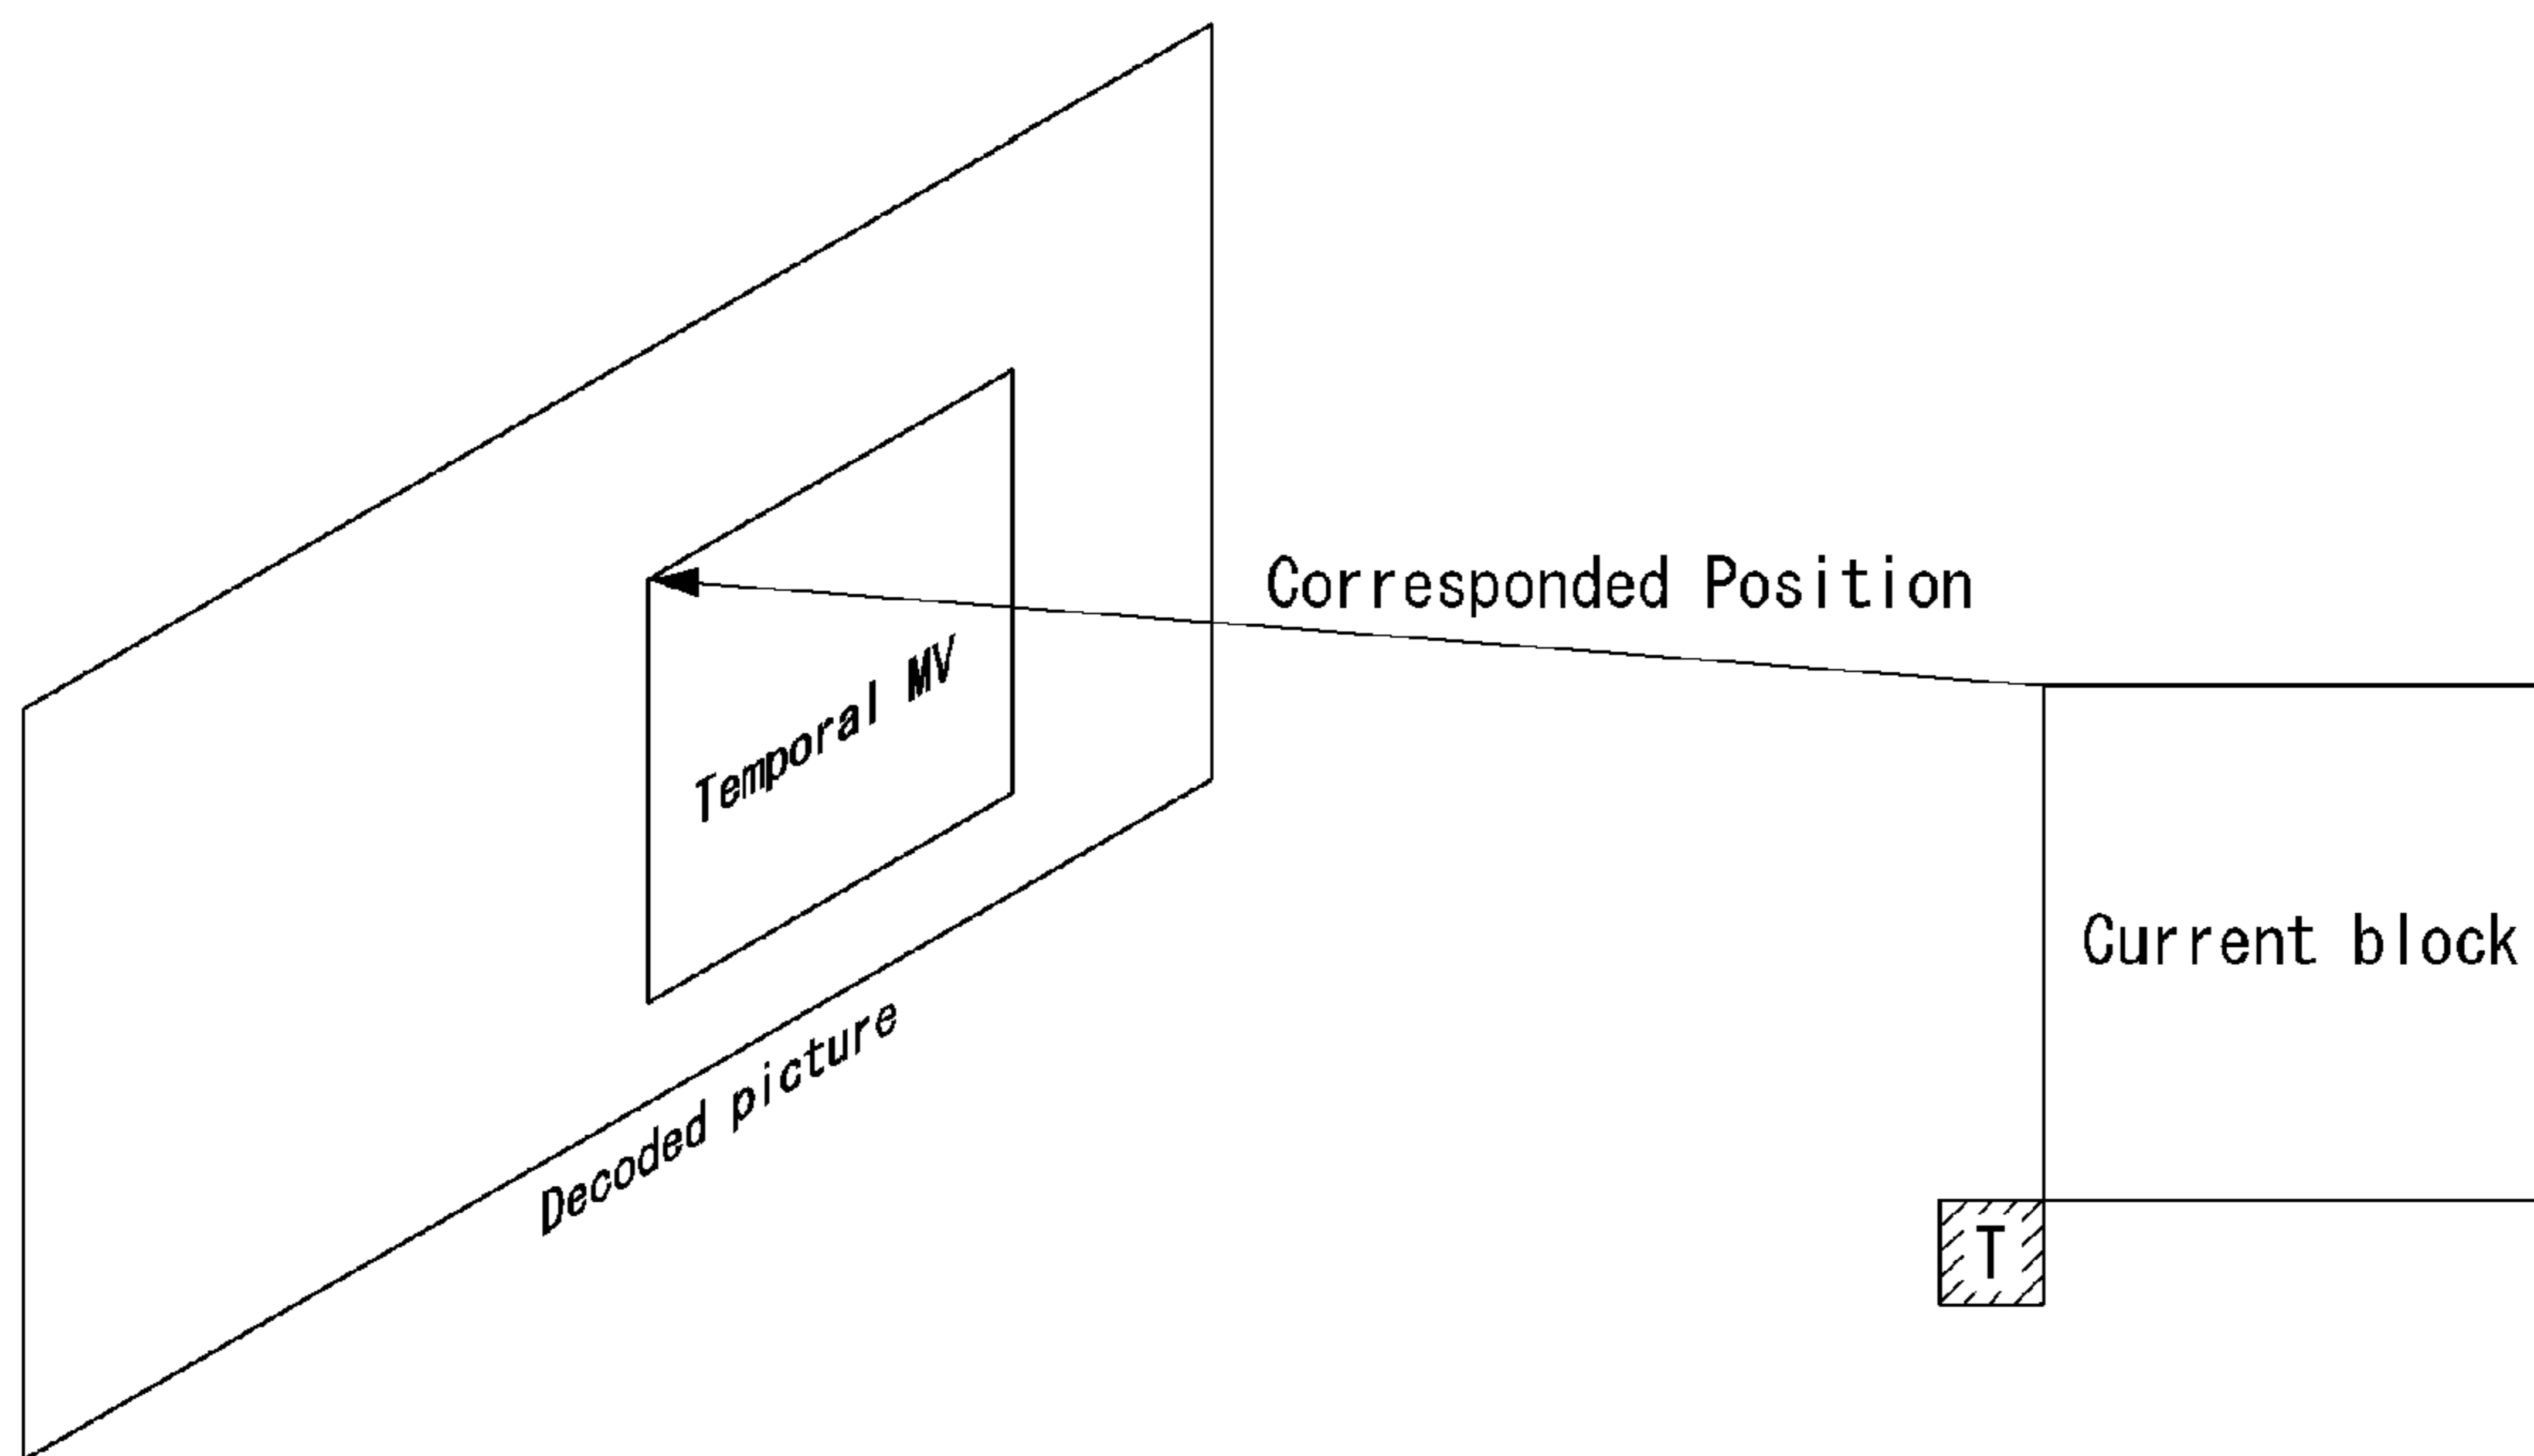 Corresponded Position
Temporal MV
Current block
Decoded picture
T